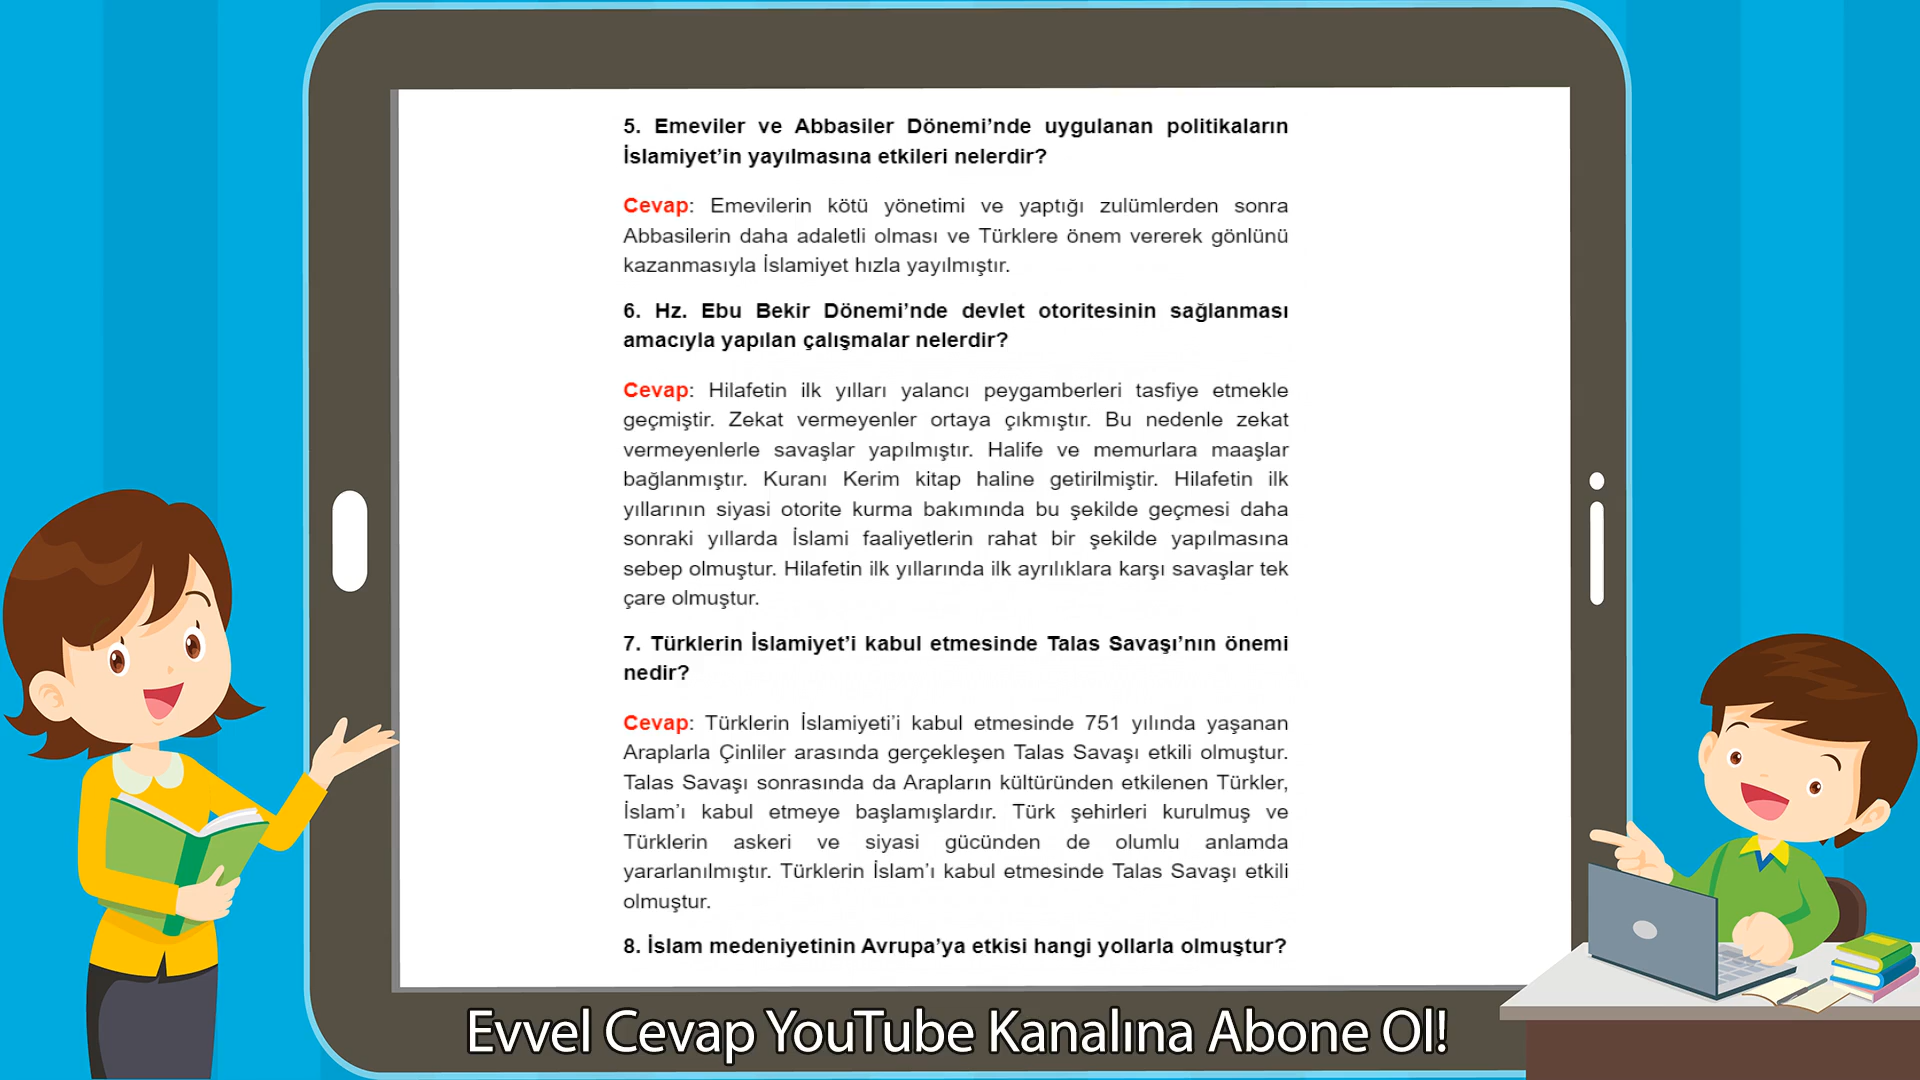 5. Emeviler ve Abbasiler Dönemi’nde uygulanan politikaların
İslamiyet’in yayılmasına etkileri nelerdir?
Cevap: Emevilerin kötü yönetimi ve yaptığı zulümlerden sonra
Abbasilerin daha adaletli olması ve Türklere önem vererek gönlünü
kazanmasıyla İslamiyet hızla yayılmıştır.
6. Hz. Ebu Bekir Dönemi’nde devlet otoritesinin sağlanması
amacıyla yapılan çalışmalar nelerdir?
Cevap: Hilafetin ilk yılları yalancı peygamberleri tasfiye etmekle
geçmiştir. Zekat vermeyenler ortaya çıkmıştır. Bu nedenle zekat
vermeyenlerle savaşlar yapılmıştır. Halife ve memurlara maaşlar
bağlanmıştır. Kuranı Kerim kitap haline getirilmiştir. Hilafetin ilk
yıllarının siyasi otorite kurma bakımında bu şekilde geçmesi daha
sonraki yıllarda İslami faaliyetlerin rahat bir şekilde yapılmasına
sebep olmuştur. Hilafetin ilk yıllarında ilk ayrılıklara karşı savaşlar tek
çare olmuştur.
7. Türklerin İslamiyet’i kabul etmesinde Talas Savaşı’nın önemi
nedir?
Cevap: Türklerin İslamiyeti’i kabul etmesinde 751 yılında yaşanan
Araplarla Çinliler arasında gerçekleşen Talas Savaşı etkili olmuştur.
Talas Savaşı sonrasında da Arapların kültüründen etkilenen Türkler,
İslam’ı kabul etmeye başlamışlardır. Türk şehirleri kurulmuş ve
Türklerin askeri ve siyasi gücünden de olumlu anlamda
yararlanılmıştır. Türklerin İslam’ı kabul etmesinde Talas Savaşı etkili
olmuştur.
8. İslam medeniyetinin Avrupa’ya etkisi hangi yollarla olmuştur?
Evvel Cevap YouTube Kanalına Abone Ol!